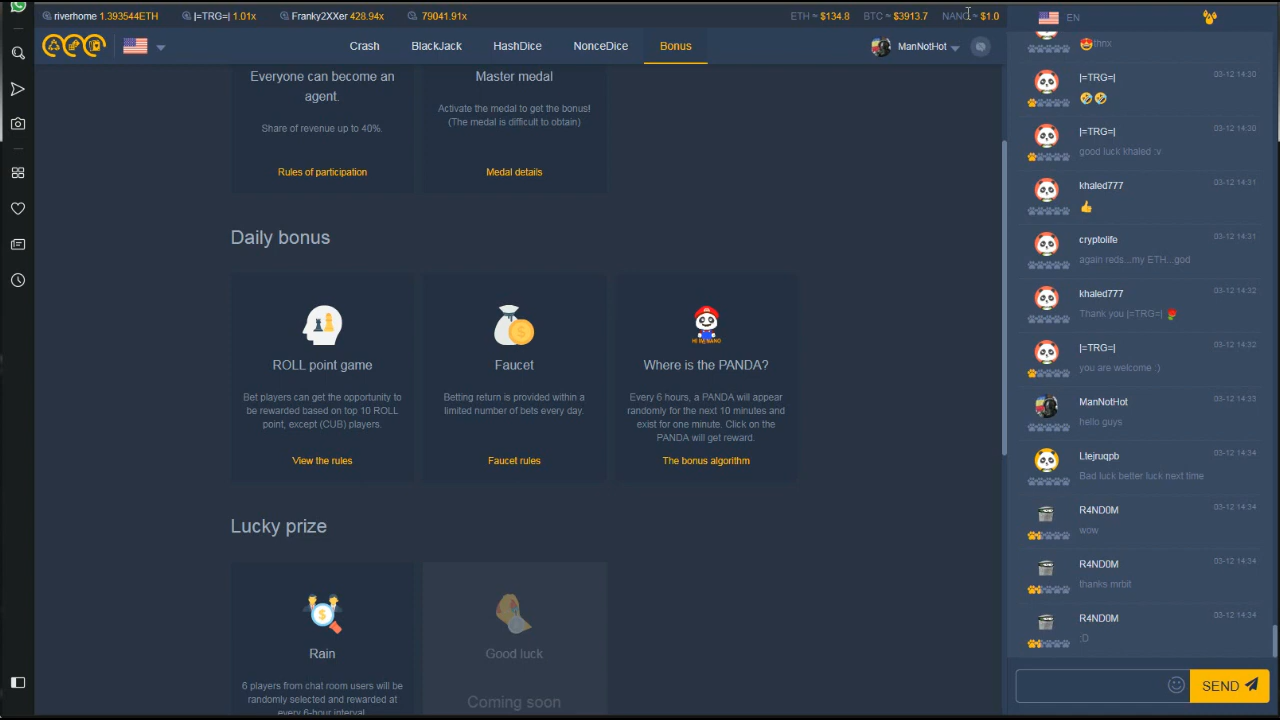 riverhome 1.393544ETH |=TRG=| 1.01x Franky2XXer 428.94x 79041.91x ETH ≈ $134.8 BTC ≈ $3913.7 NANO ≈ $1.0
EN
Crash BlackJack HashDice NonceDice Bonus ManNotHot
Everyone can become an
agent.
Share of revenue up to 40%.
Rules of participation
Master medal
Activate the medal to get the bonus!
(The medal is difficult to obtain)
Medal details
Daily bonus
ROLL point game
Bet players can get the opportunity to
be rewarded based on top 10 ROLL
point, except (CUB) players.
View the rules
Faucet
Betting return is provided within a
limited number of bets every day.
Faucet rules
HI I'M NANO
Where is the PANDA?
Every 6 hours, a PANDA will appear
randomly for the next 10 minutes and
exist for one minute. Click on the
PANDA will get reward.
The bonus algorithm
Lucky prize
Rain
6 players from chat room users will be
randomly selected and rewarded at
every 6-hour interval.
Good luck
Coming soon
thnx
|=TRG=| 03-12 14:30
|=TRG=| 03-12 14:30
good luck khaled :v
khaled777 03-12 14:31
cryptolife 03-12 14:31
again reds...my ETH...god
khaled777 03-12 14:32
Thank you |=TRG=|
|=TRG=| 03-12 14:32
you are welcome :)
ManNotHot 03-12 14:33
hello guys
Ltejruqpb 03-12 14:34
Bad luck better luck next time
R4ND0M 03-12 14:34
wow
R4ND0M 03-12 14:34
thanks mrbit
R4ND0M 03-12 14:34
:D
SEND